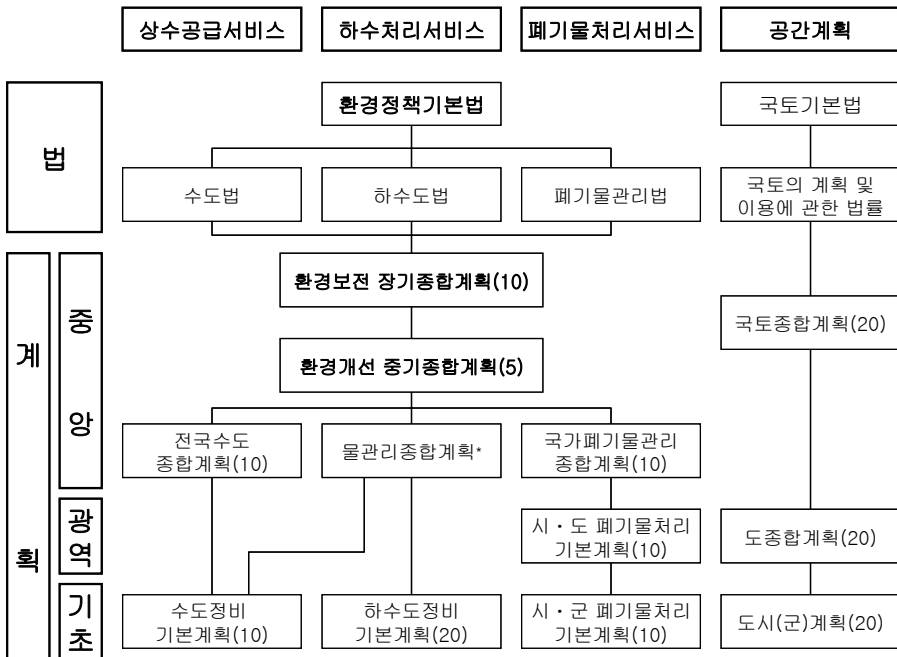 상수공급서비스 하수처리서비스 폐기물처리서비스 공간계획
법
환경정책기본법 국토기본법
수도법 하수도법 폐기물관리법 국토의 계획 및
이용에 관한 법률
계
획
중
앙
환경보전 장기종합계획(10)
국토종합계획(20)
환경개선 중기종합계획(5)
전국수도
종합계획(10)
물관리종합계획*
국가폐기물관리
종합계획(10)
광
역
시・도 폐기물처리
기본계획(10)
도종합계획(20)
기
초
수도정비
기본계획(10)
하수도정비
기본계획(20)
시・군 폐기물처리
기본계획(10)
도시(군)계획(20)